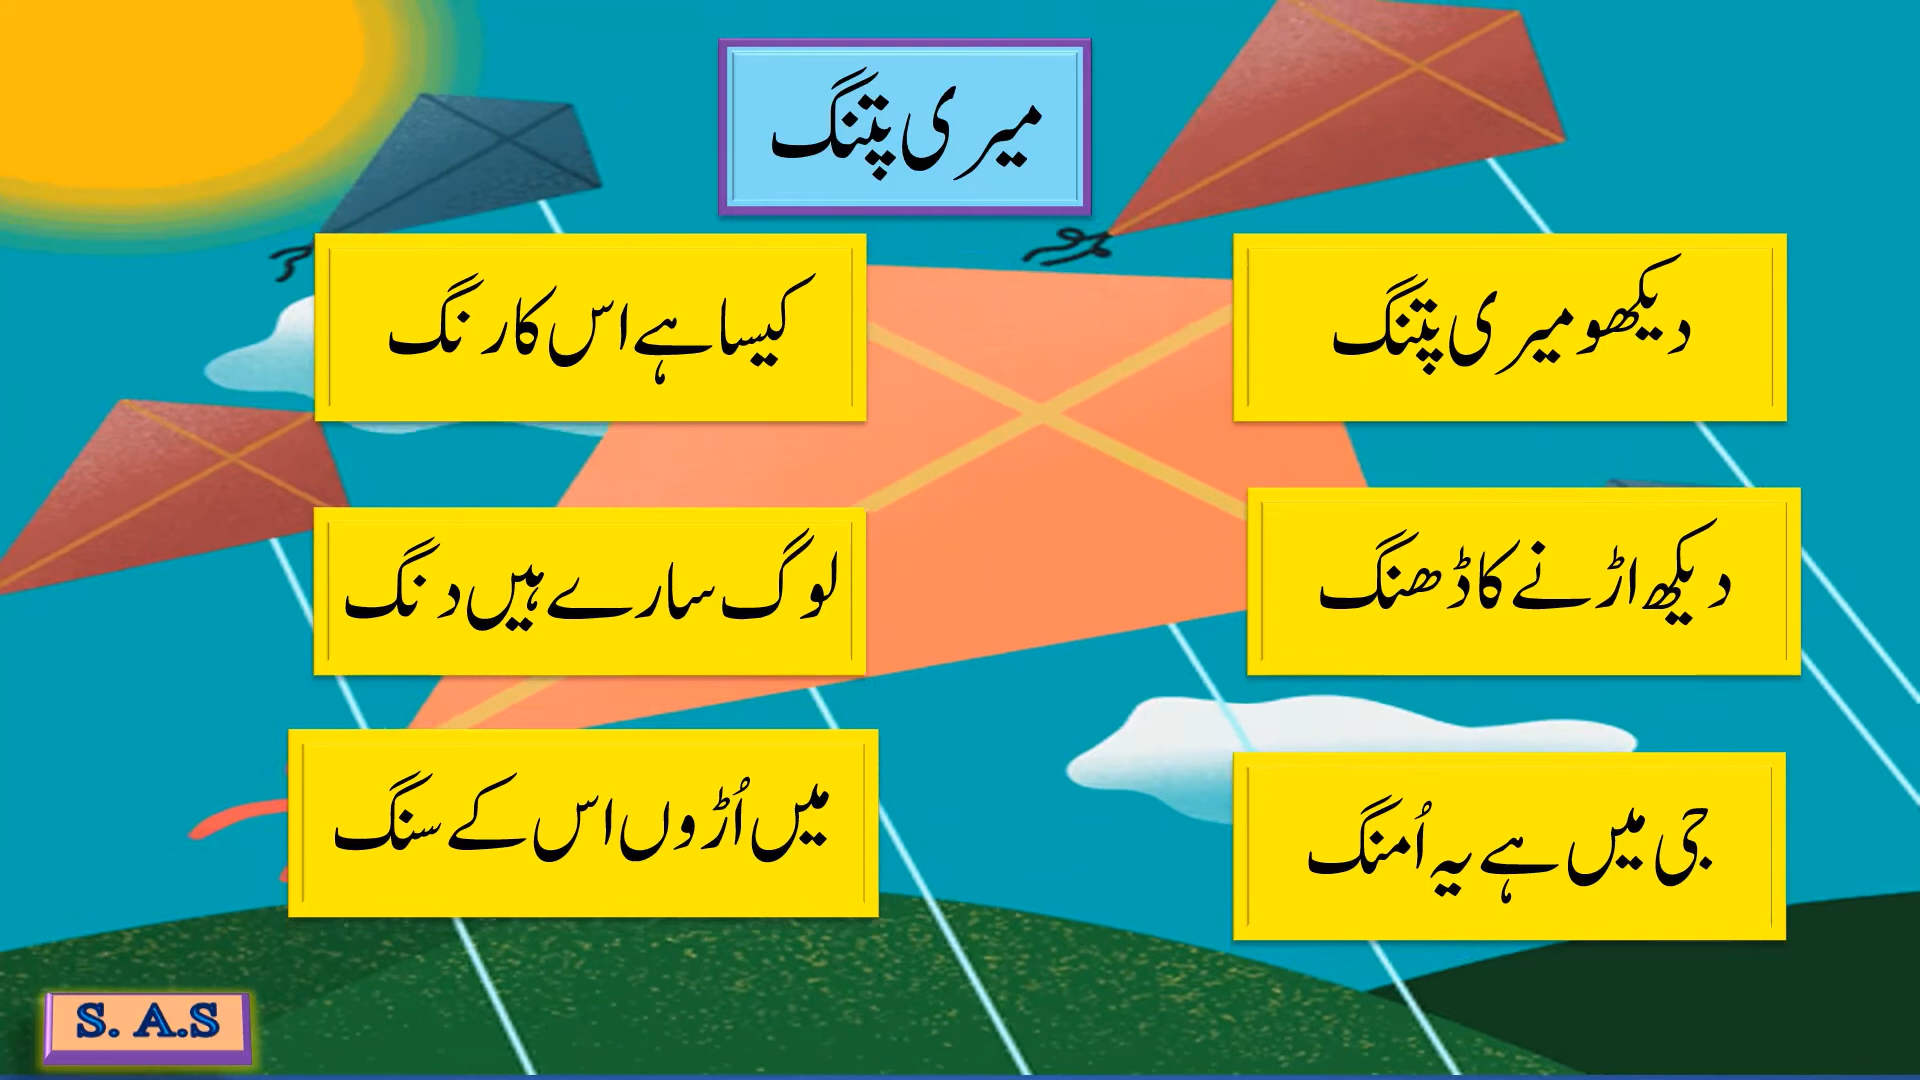 میری پتنگ
دیکھو میری پتنگ
کیسا ہے اس کا رنگ
دیکھ اڑنے کا ڈھنگ
لوگ سارے ہیں دنگ
جی میں ہے یہ اُمنگ
میں اُڑوں اس کے سنگ
S. A.S